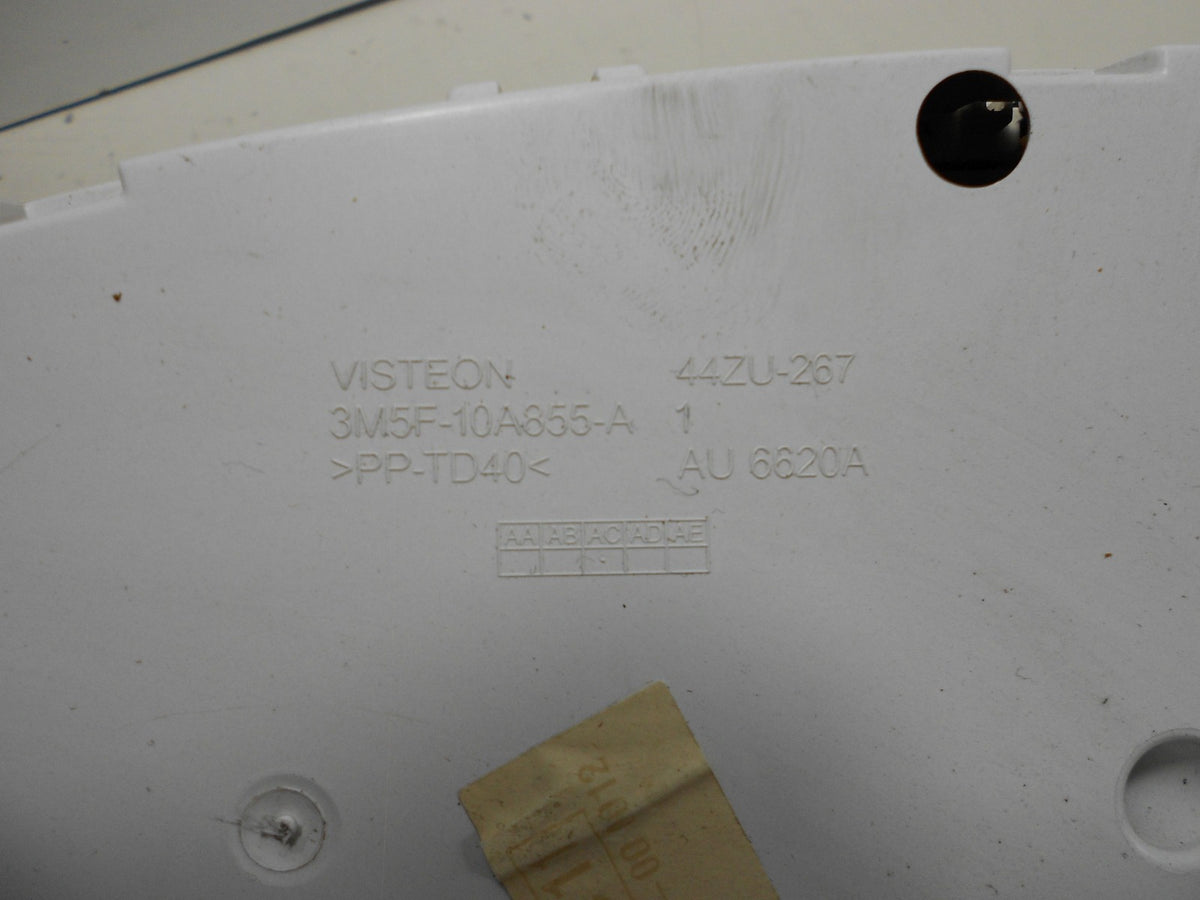 VISTEON 44ZU-267
3M5F-10A855-A 1
>PP-TD40< AU 6620A
AA AB AC AD AE